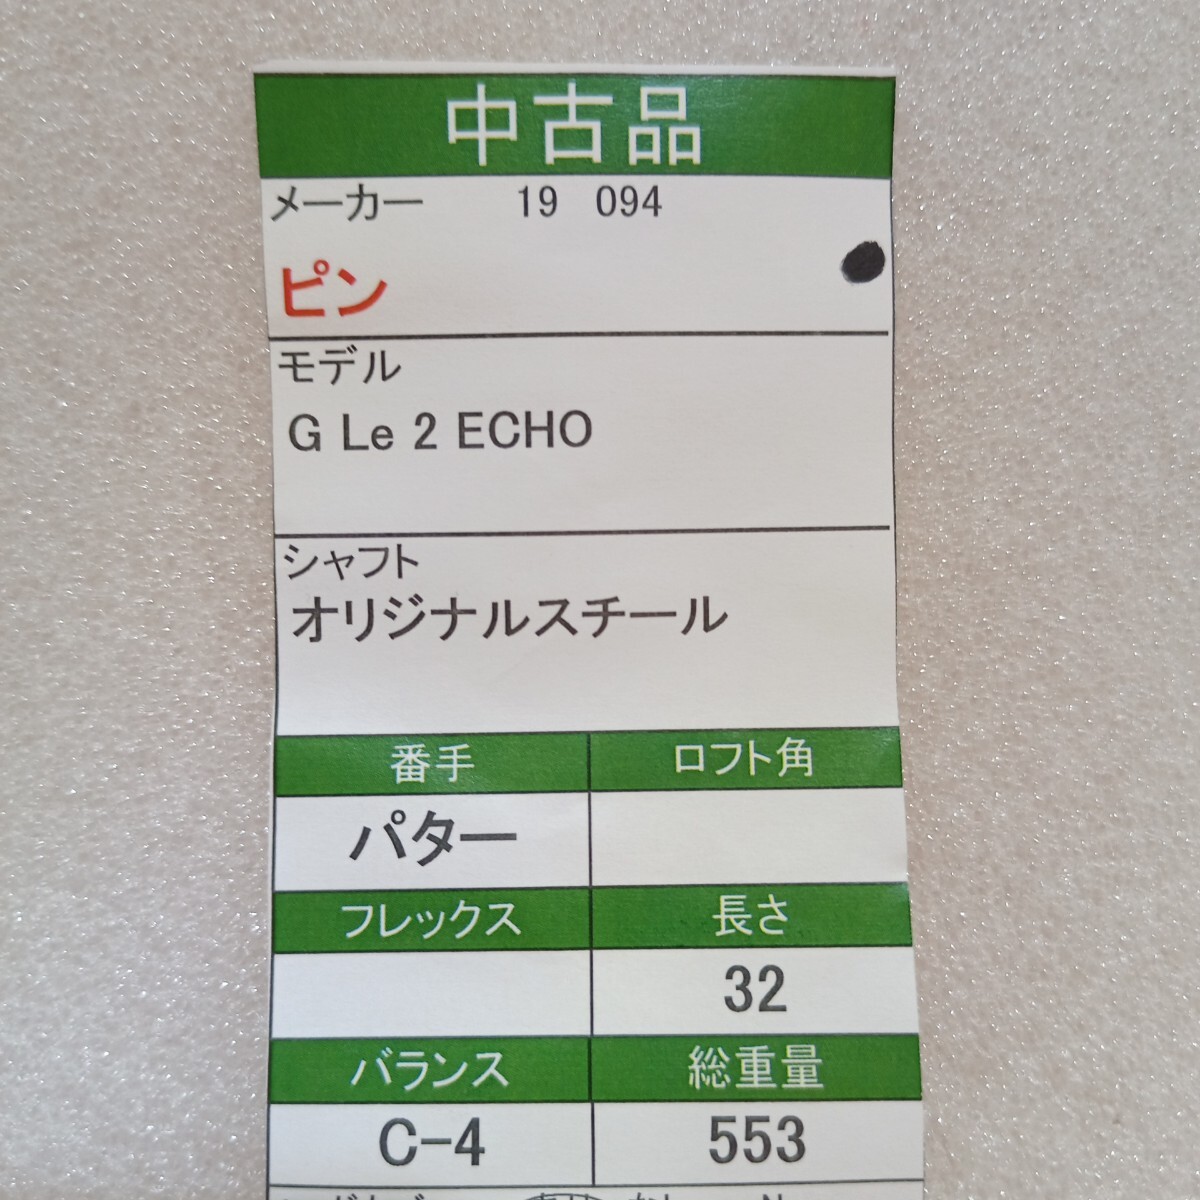 中古品
メーカー 19 094
ピン
モデル
G Le 2 ECHO
シャフト
オリジナルスチール
番手 ロフト角
パター
フレックス 長さ
32
バランス 総重量
C-4 553